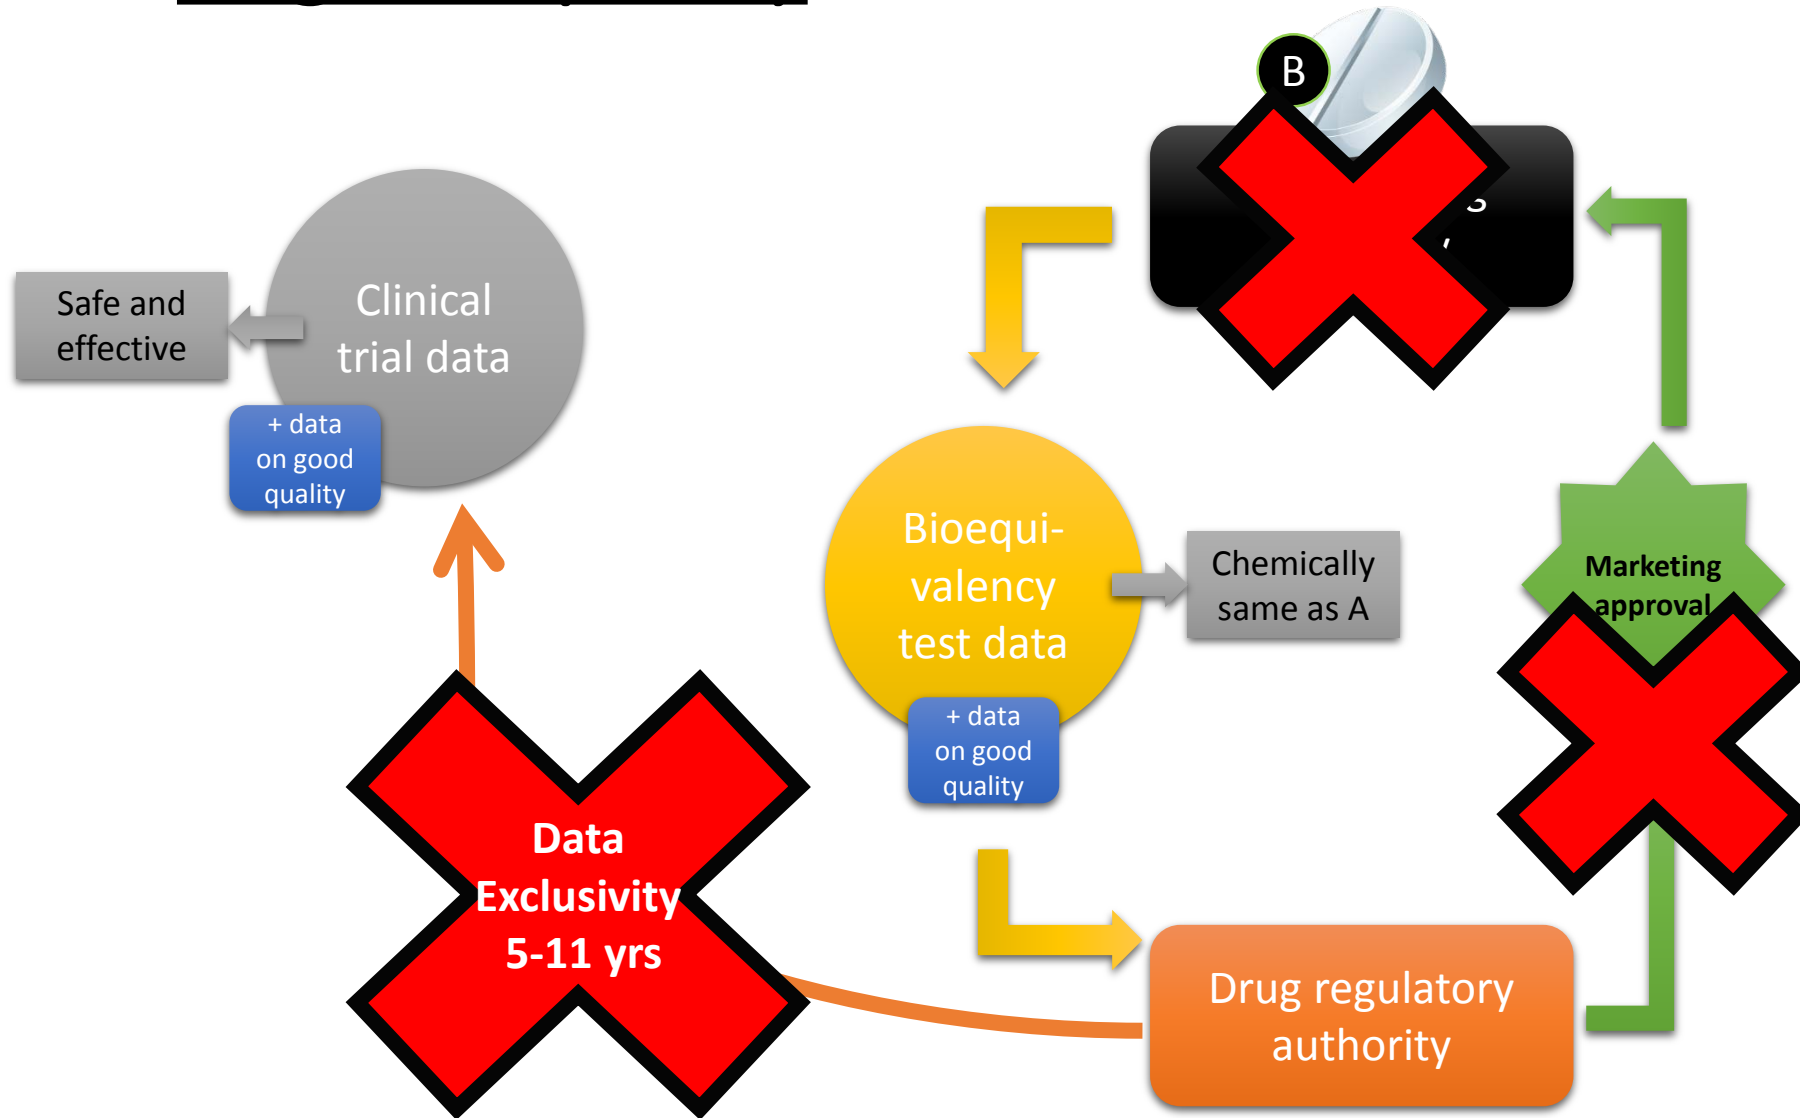 B
Safe and
effective
Clinical
trial data
+ data
on good
quality
Bioequi-
valency
test data
+ data
on good
quality
Chemically
same as A
Marketing
approval
Data
Exclusivity
5-11 yrs
Drug regulatory
authority